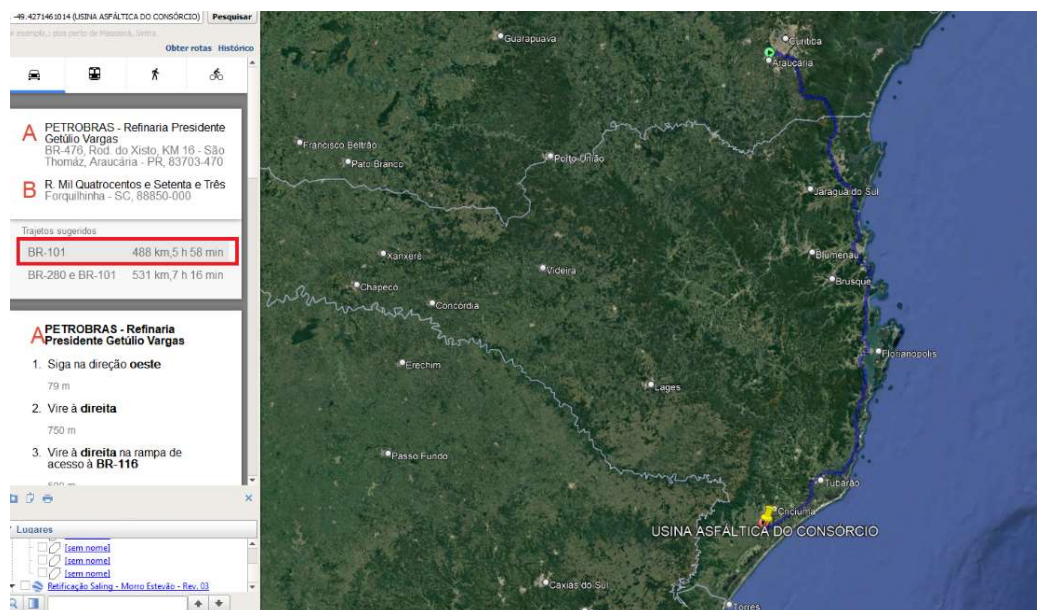 -49.4271461014 (USINA ASFÁLTICA DO CONSÓRCIO) Pesquisar
Obter rotas Histórico
A PETROBRAS - Refinaria Presidente
Getúlio Vargas
BR-476, Rod. do Xisto, KM 16 - São
Thomáz, Araucária - PR, 83703-470
B R. Mil Quatrocentos e Setenta e Três
Forquilhinha - SC, 88850-000
Trajetos sugeridos
BR-101 488 km,5 h 58 min
BR-280 e BR-101 531 km,7 h 16 min
A PETROBRAS - Refinaria
Presidente Getúlio Vargas
1. Siga na direção oeste
79 m
2. Vire à direita
750 m
3. Vire à direita na rampa de
acesso à BR-116
Lugares
[sem nome]
[sem nome]
[sem nome]
Retificação Saling - Morro Estevão - Rev. 03
Guarapuava
Curitiba
Araucária
Francisco Beltrão
Pato Branco
Porto União
Jaraguá do Sul
Xanxerê
Blumenau
Videira
Brusque
Chapecó
Concórdia
Florianópolis
Erechim
Lages
Passo Fundo
Tubarão
Criciúma
USINA ASFÁLTICA DO CONSÓRCIO
Caxias do Sul
Torres